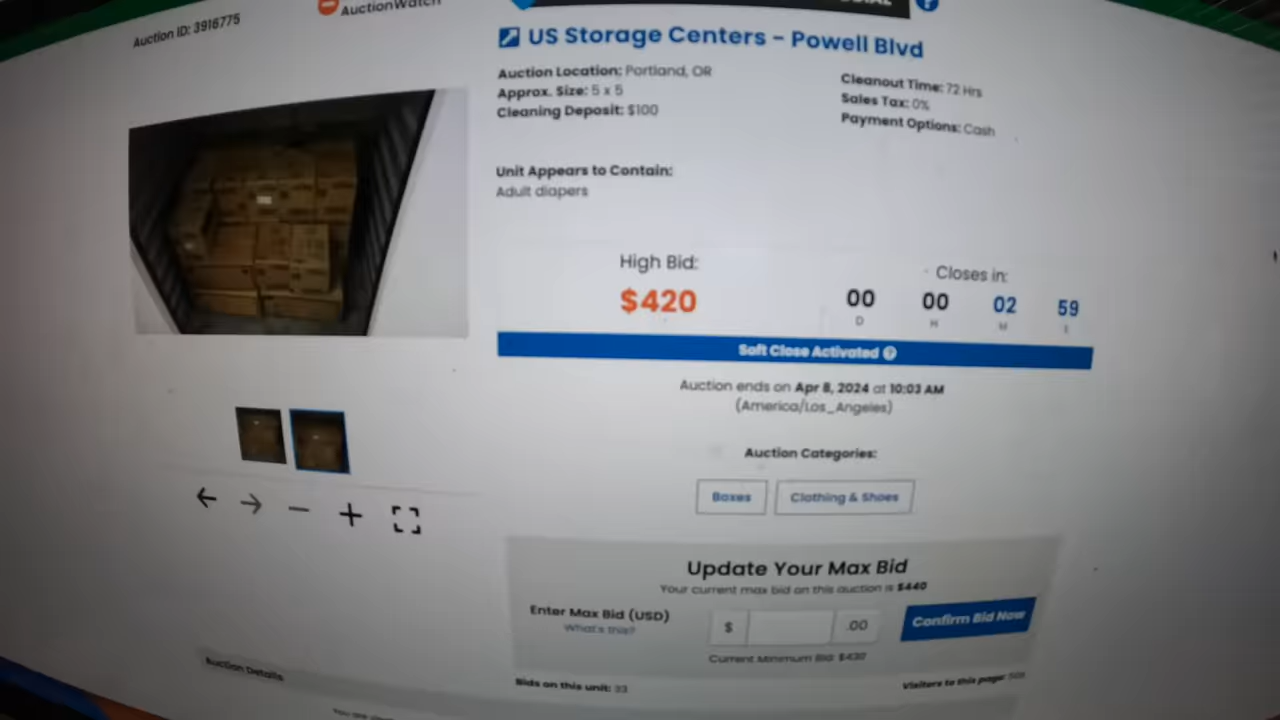 Auction ID: 3916775
AuctionWatch
US Storage Centers - Powell Blvd
Auction Location: Portland, OR
Approx. Size: 5 x 5
Cleaning Deposit: $100
Cleanout Time: 72 Hrs
Sales Tax: 0%
Payment Options: Cash
Unit Appears to Contain:
Adult diapers
High Bid:
$420
Closes in:
00 00 02 59
D H M S
Soft Close Activated ?
Auction ends on Apr 8, 2024 at 10:03 AM
(America/Los_Angeles)
Auction Categories:
Boxes
Clothing & Shoes
Update Your Max Bid
Your current max bid on this auction is $440
Enter Max Bid (USD)
What's this?
$ .00
Confirm Bid Now
Current Minimum Bid: $430
Bids on this unit: 33
Visitors to this page:
Auction Details
You are